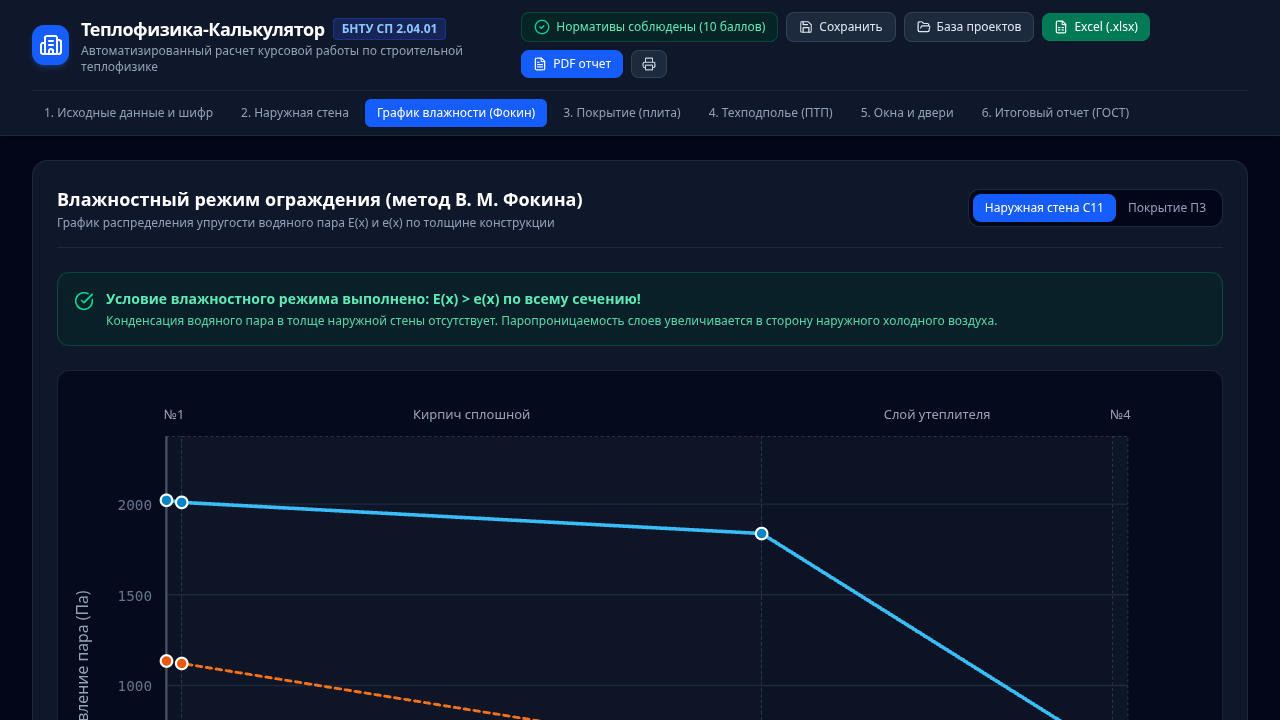 Теплофизика-Калькулятор
БНТУ СП 2.04.01
Автоматизированный расчет курсовой работы по строительной
теплофизике
Нормативы соблюдены (10 баллов)
Сохранить
База проектов
Excel (.xlsx)
PDF отчет
1. Исходные данные и шифр
2. Наружная стена
График влажности (Фокин)
3. Покрытие (плита)
4. Техподполье (ПТП)
5. Окна и двери
6. Итоговый отчет (ГОСТ)
Влажностный режим ограждения (метод В. М. Фокина)
График распределения упругости водяного пара E(x) и e(x) по толщине конструкции
Наружная стена С11
Покрытие П3
Условие влажностного режима выполнено: E(x) > e(x) по всему сечению!
Конденсация водяного пара в толще наружной стены отсутствует. Паропроницаемость слоев увеличивается в сторону наружного холодного воздуха.
№1
Кирпич сплошной
Слой утеплителя
№4
2000
1500
1000
вление пара (Па)